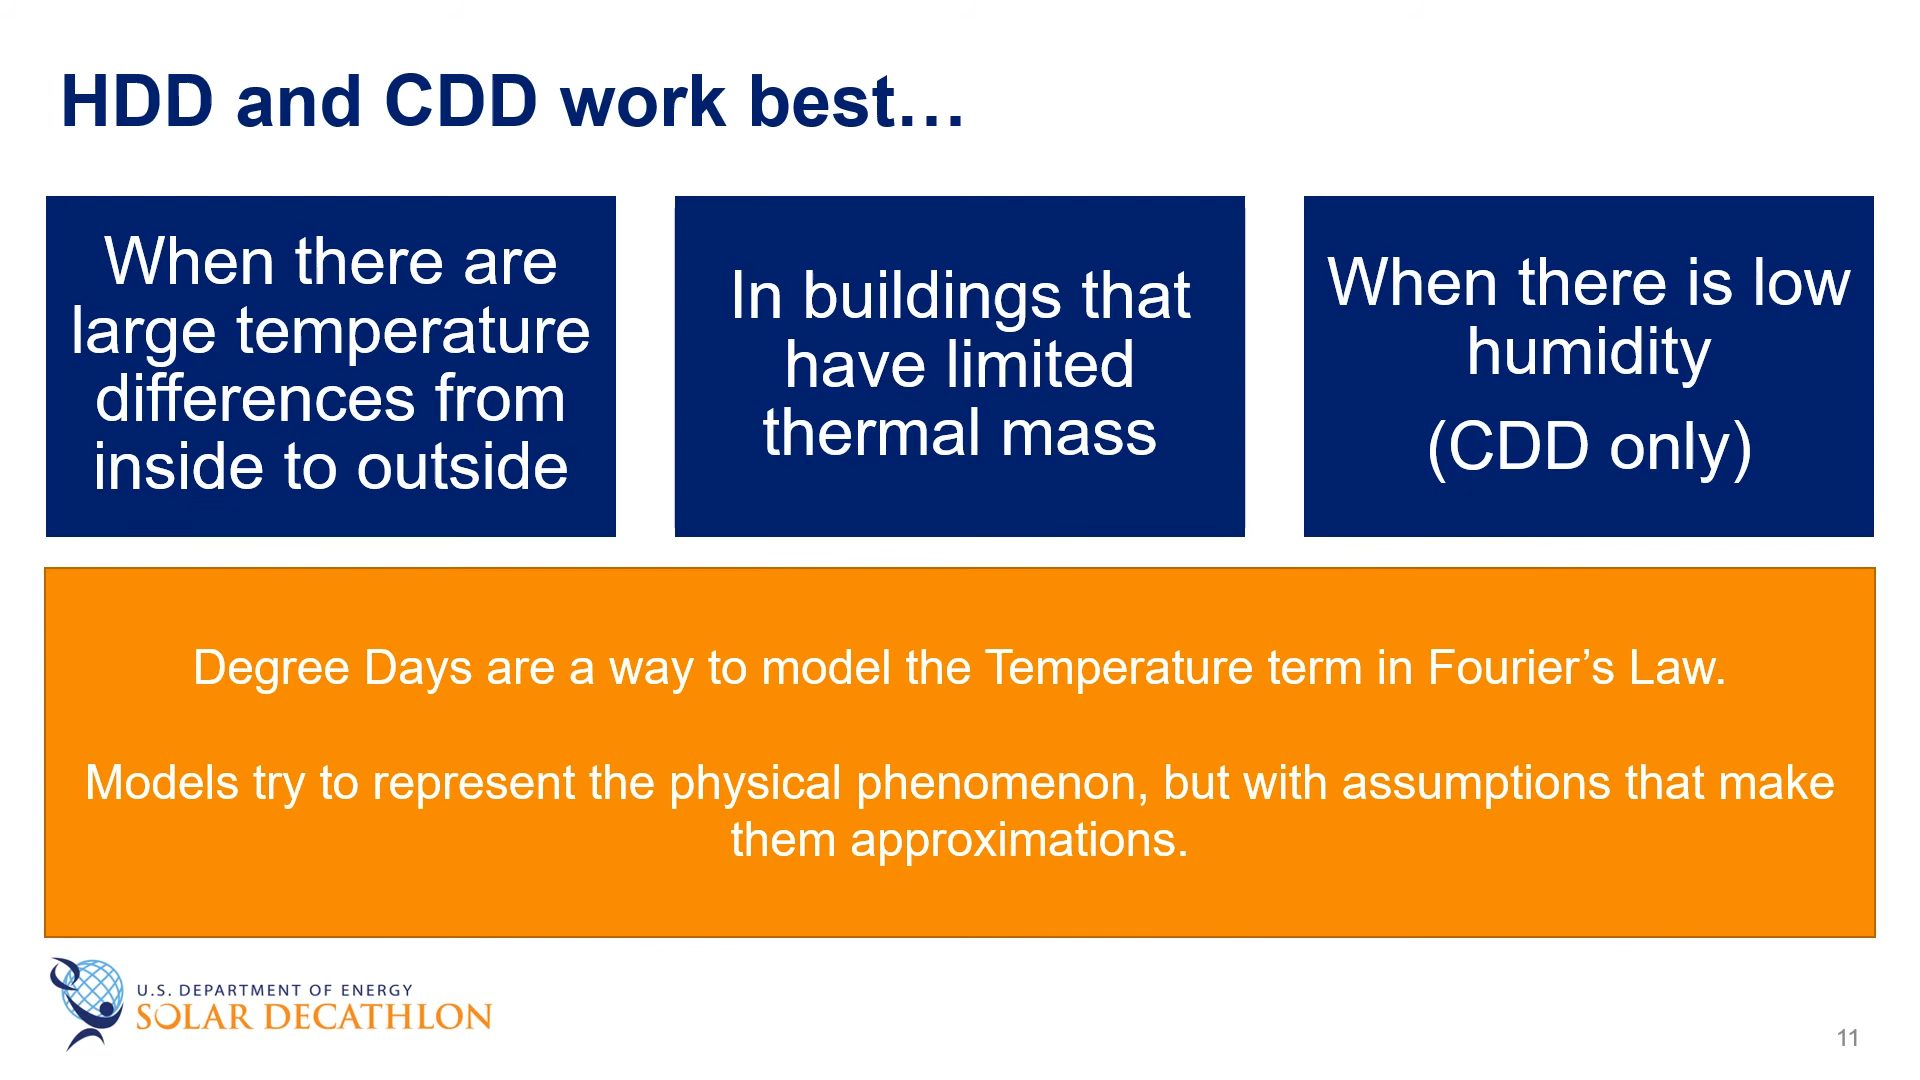 HDD and CDD work best…
When there are
large temperature
differences from
inside to outside
In buildings that
have limited
thermal mass
When there is low
humidity
(CDD only)
Degree Days are a way to model the Temperature term in Fourier’s Law.
Models try to represent the physical phenomenon, but with assumptions that make
them approximations.
U.S. DEPARTMENT OF ENERGY
SOLAR DECATHLON
11